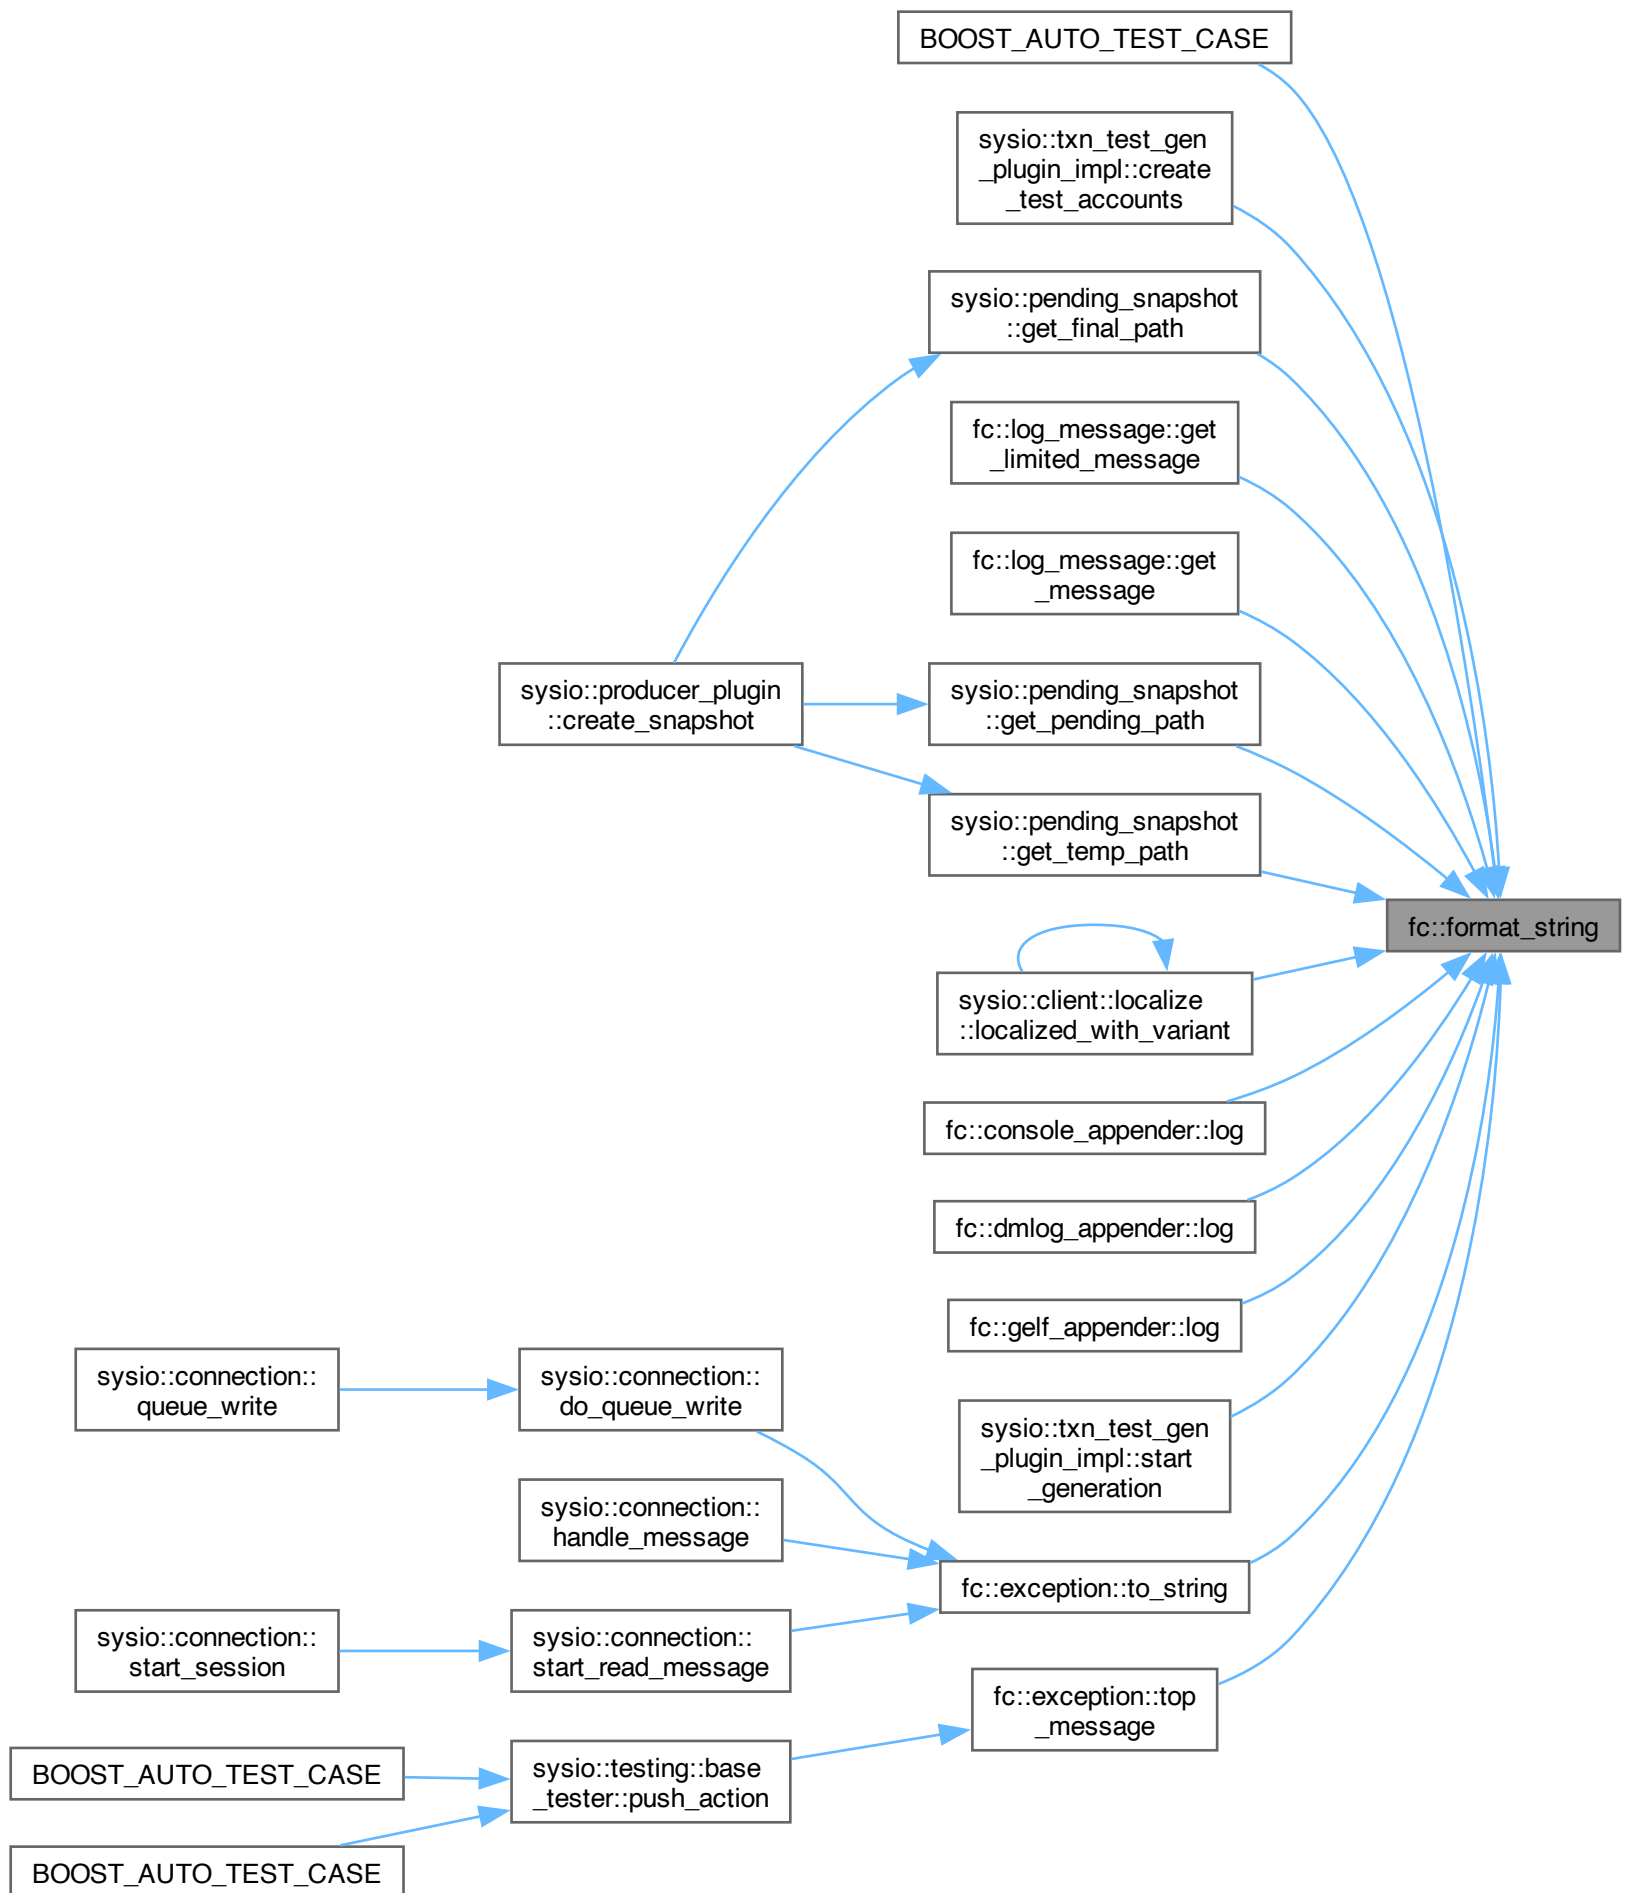 BOOST_AUTO_TEST_CASE
sysio::txn_test_gen
_plugin_impl::create
_test_accounts
sysio::pending_snapshot
::get_final_path
fc::log_message::get
_limited_message
fc::log_message::get
_message
sysio::producer_plugin
::create_snapshot
sysio::pending_snapshot
::get_pending_path
sysio::pending_snapshot
::get_temp_path
fc::format_string
sysio::client::localize
::localized_with_variant
fc::console_appender::log
fc::dmlog_appender::log
fc::gelf_appender::log
sysio::connection::
queue_write
sysio::connection::
do_queue_write
sysio::txn_test_gen
_plugin_impl::start
_generation
sysio::connection::
handle_message
fc::exception::to_string
sysio::connection::
start_session
sysio::connection::
start_read_message
fc::exception::top
_message
BOOST_AUTO_TEST_CASE
sysio::testing::base
_tester::push_action
BOOST_AUTO_TEST_CASE